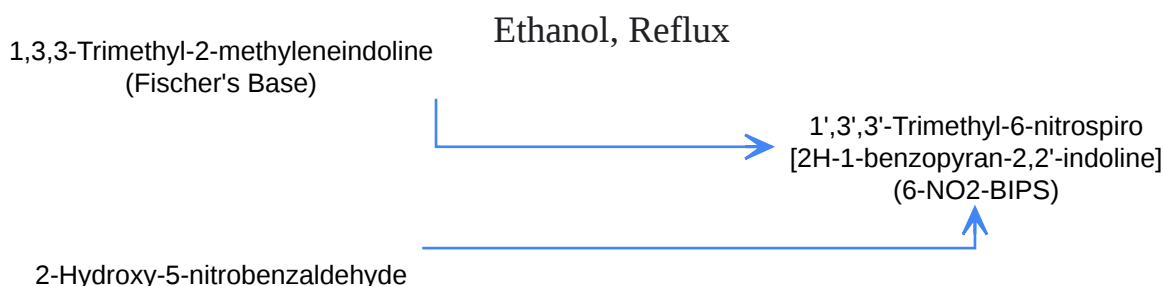 Ethanol, Reflux
1,3,3-Trimethyl-2-methyleneindoline
(Fischer's Base)
1',3',3'-Trimethyl-6-nitrospiro
[2H-1-benzopyran-2,2'-indoline]
(6-NO2-BIPS)
2-Hydroxy-5-nitrobenzaldehyde